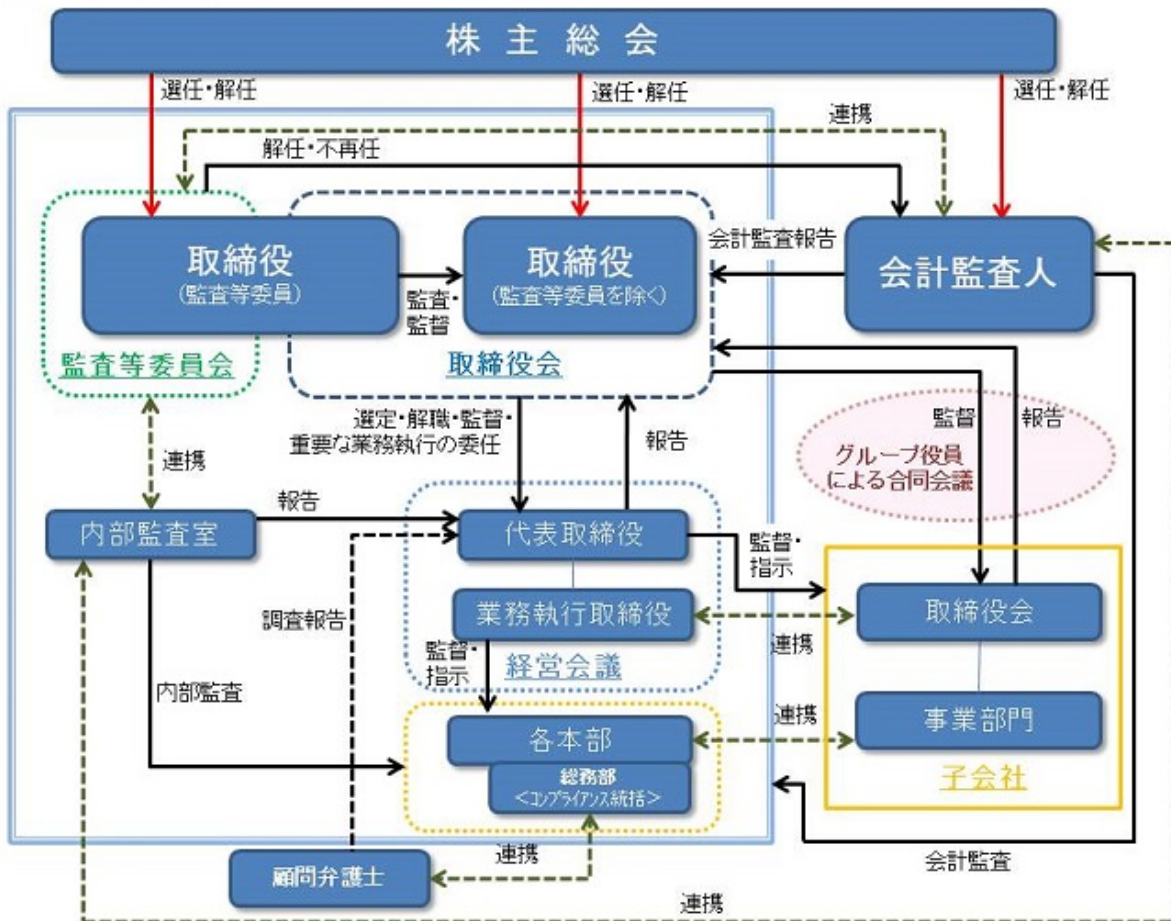 株主総会
選任・解任
選任・解任
選任・解任
連携
解任・不再任
取締役
(監査等委員)
監査・
監督
取締役
(監査等委員を除く)
会計監査報告
会計監査人
監査等委員会
取締役会
選定・解職・監督・
重要な業務執行の委任
報告
監督
報告
グループ役員
による合同会議
連携
内部監査室
報告
代表取締役
監督・
指示
調査報告
業務執行取締役
取締役会
連携
監督・
指示
経営会議
内部監査
各本部
連携
事業部門
総務部
<コンプライアンス統括>
子会社
会計監査
顧問弁護士
連携
連携